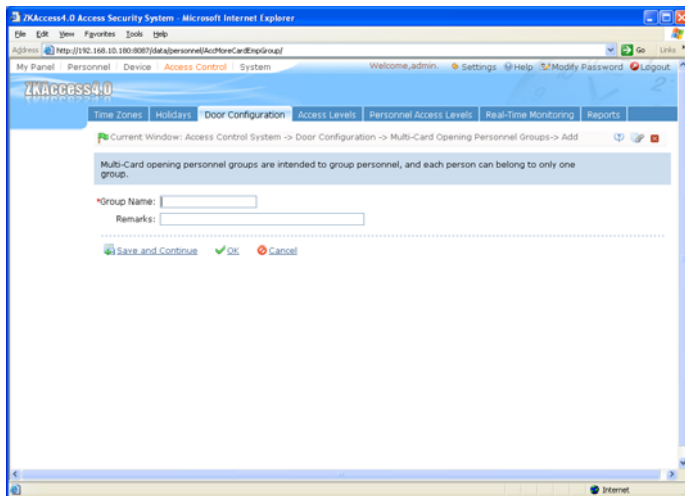 ZKAccess4.0 Access Security System - Microsoft Internet Explorer
File Edit View Favorites Tools Help
Address http://192.168.10.180:8087/data/personnel/AccMoreCardEmpGroup/ Go Links
My Panel Personnel Device Access Control System Welcome,admin. Settings Help Modify Password Logout
ZKAccess4.0
Time Zones Holidays Door Configuration Access Levels Personnel Access Levels Real-Time Monitoring Reports
Current Window: Access Control System -> Door Configuration -> Multi-Card Opening Personnel Groups-> Add
Multi-Card opening personnel groups are intended to group personnel, and each person can belong to only one
group.
*Group Name:
Remarks:
Save and Continue OK Cancel
Internet